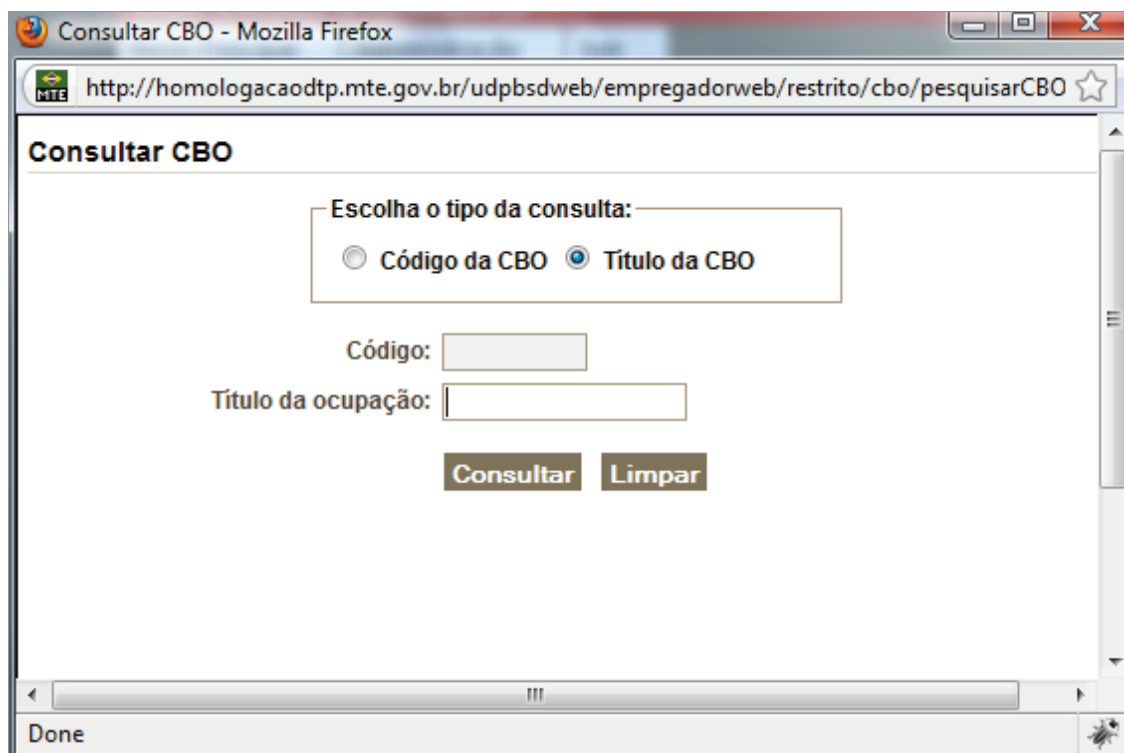 Consultar CBO - Mozilla Firefox
MTE http://homologacaodtp.mte.gov.br/udpbsdweb/empregadorweb/restrito/cbo/pesquisarCBO
Consultar CBO
Escolha o tipo da consulta:
Código da CBO Título da CBO
Código:
Título da ocupação:
Consultar Limpar
Done